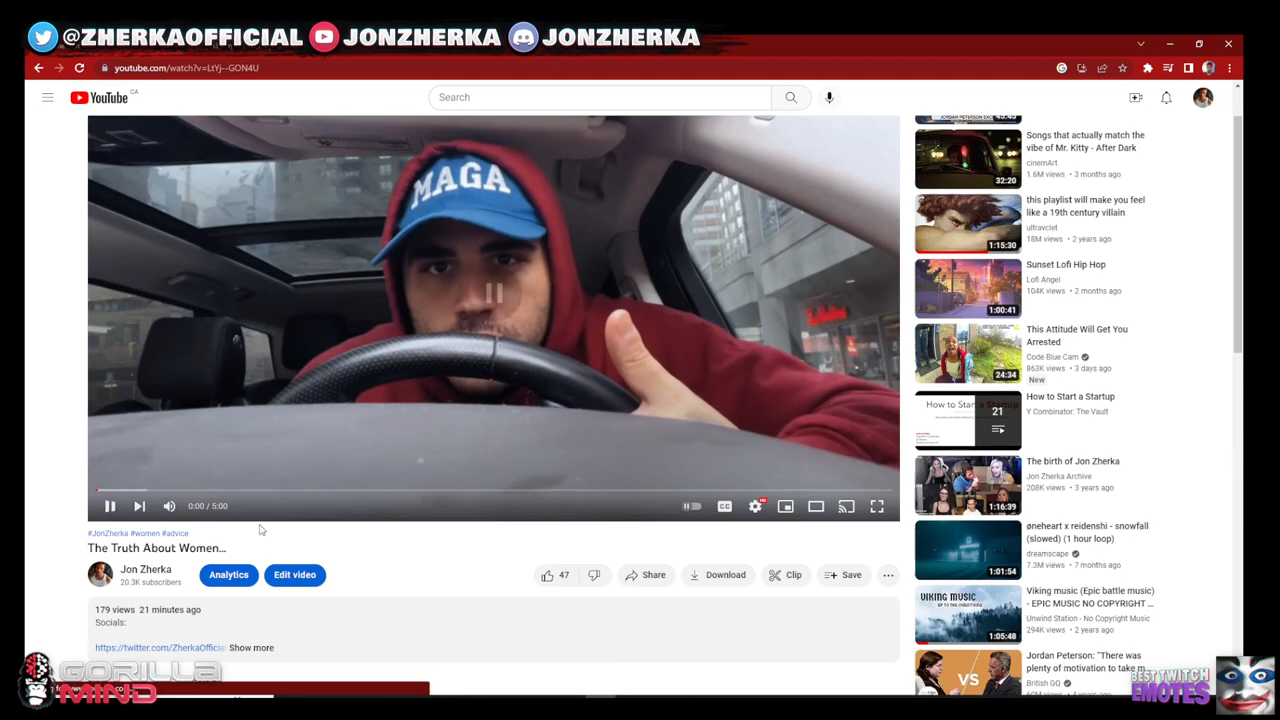 @ZHERKAOFFICIAL JONZHERKA JONZHERKA
youtube.com/watch?v=LtYj--GON4U
YouTube CA
Search
MAGA
0:00 / 5:00
CC
HD
#JonZherka #women #advice
The Truth About Women...
Jon Zherka
20.3K subscribers
Analytics
Edit video
47
Share
Download
Clip
Save
179 views 21 minutes ago
Socials:
https://twitter.com/ZherkaOfficia
Show more
GORILLA
MIND
45:45
Songs that actually match the
vibe of Mr. Kitty - After Dark
cinemArt
1.6M views • 3 months ago
32:20
this playlist will make you feel
like a 19th century villain
ultravclet
18M views • 2 years ago
1:15:30
Sunset Lofi Hip Hop
Lofi Angel
104K views • 2 months ago
1:00:41
This Attitude Will Get You
Arrested
Code Blue Cam
863K views • 3 days ago
New
24:34
How to Start a Startup
Y Combinator: The Vault
21
The birth of Jon Zherka
Jon Zherka Archive
208K views • 3 years ago
1:16:39
øneheart x reidenshi - snowfall
(slowed) (1 hour loop)
dreamscape
7.3M views • 7 months ago
1:01:54
Viking music (Epic battle music)
- EPIC MUSIC NO COPYRIGHT ...
Unwind Station - No Copyright Music
294K views • 2 years ago
VIKING MUSIC
1:05:48
Jordan Peterson: “There was
plenty of motivation to take m...
British GQ
VS
BEST TWITCH
EMOTES